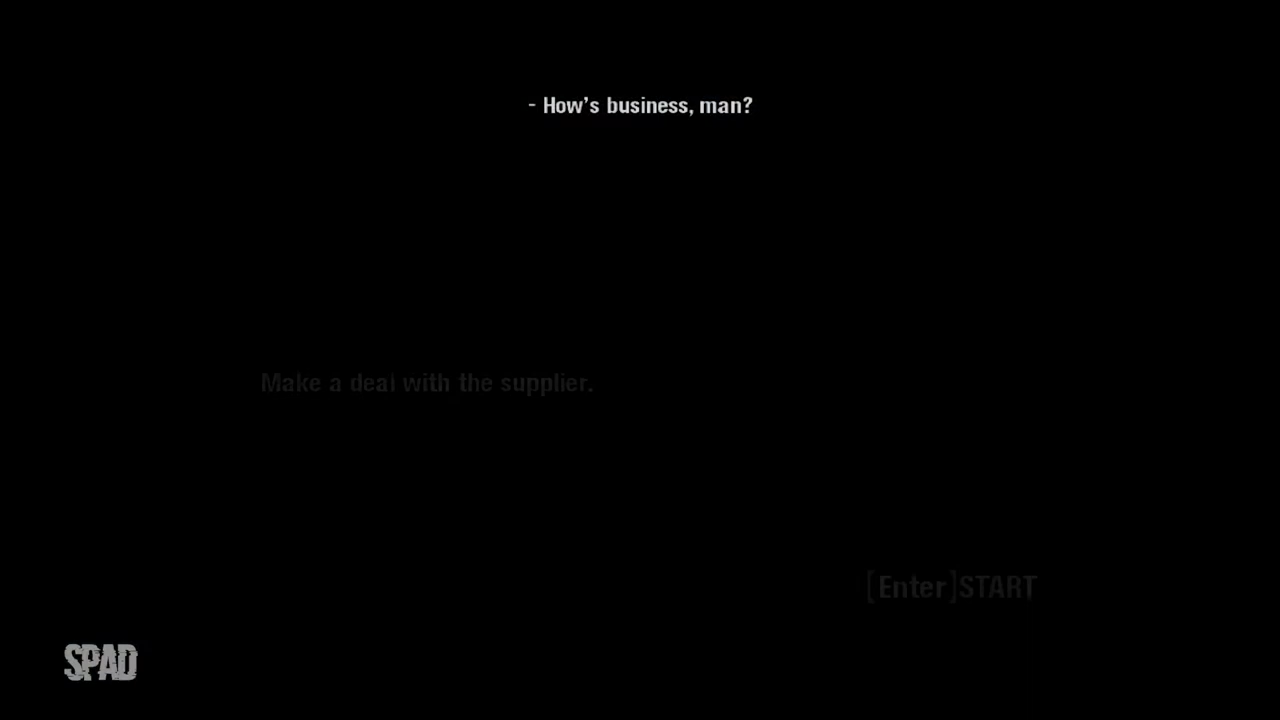 - How's business, man?
Make a deal with the supplier.
[Enter]START
SPAD